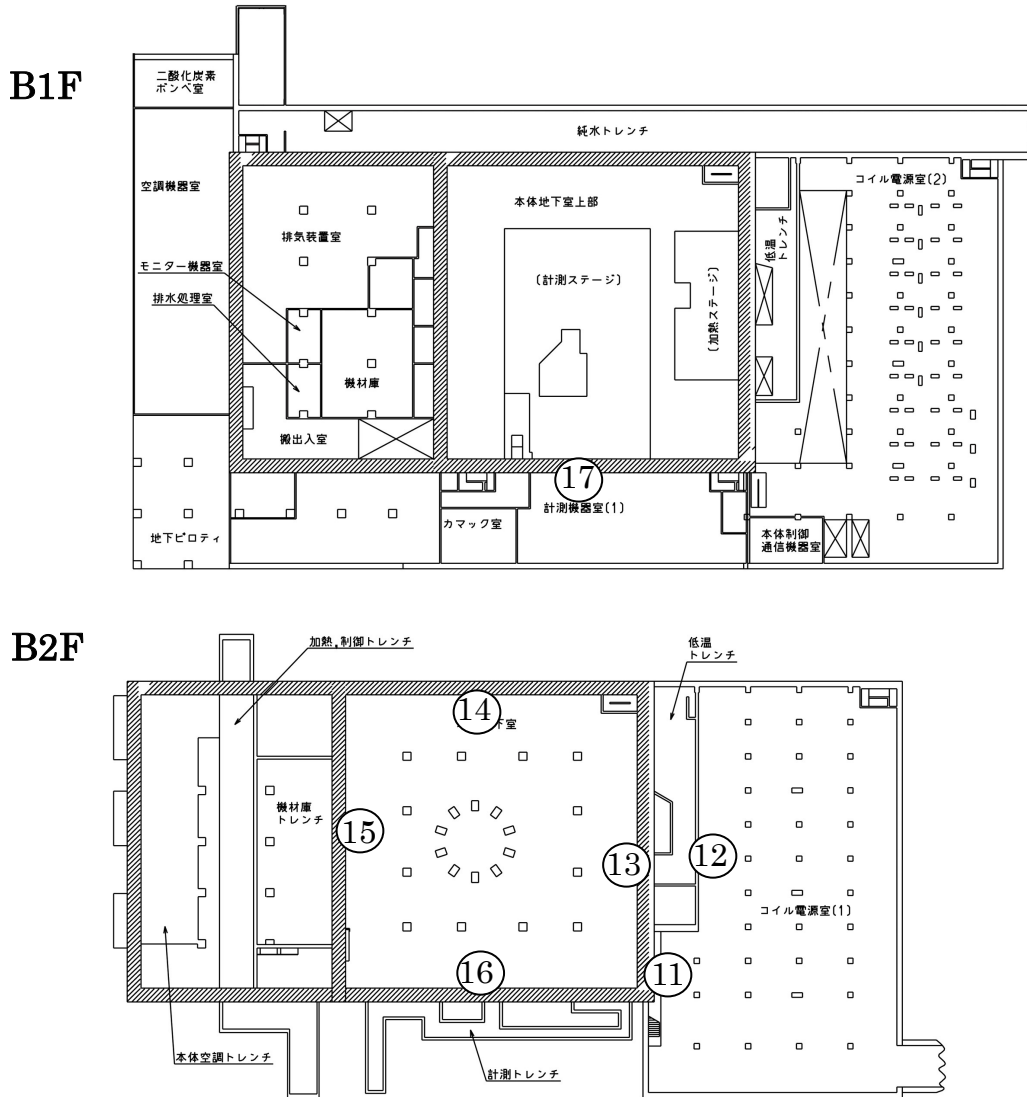 B1F
二酸化炭素
ボンベ室
純水トレンチ
空調機器室
コイル電源室(2)
本体地下室上部
排気装置室
低温
トレンチ
モニター機器室
(計測ステージ)
排水処理室
(加熱ステージ)
機材庫
搬出入室
17
計測機器室(1)
カマック室
地下ピロティ
本体制御
通信機器室
B2F
加熱,制御トレンチ
低温
トレンチ
14
下室
機材庫
トレンチ
15
13
12
コイル電源室(1)
16
11
本体空調トレンチ
計測トレンチ